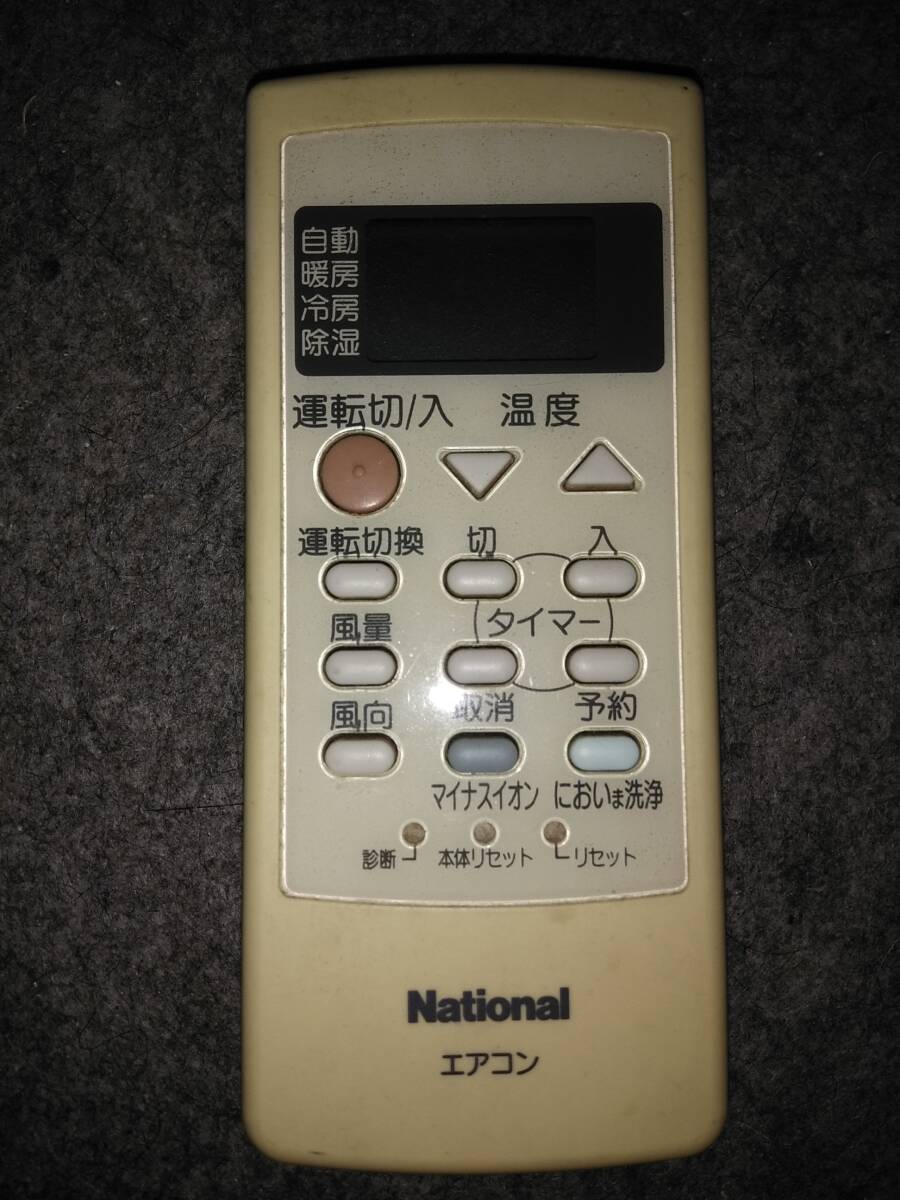 自動
暖房
冷房
除湿
運転切/入 温度
運転切換 切 入
風量 タイマー
風向 取消 予約
マイナスイオン においま洗浄
診断 本体リセット リセット
National
エアコン